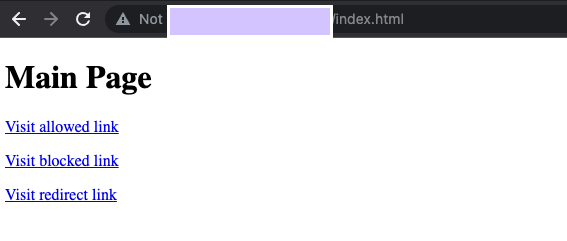 Not /index.html
Main Page
Visit allowed link
Visit blocked link
Visit redirect link